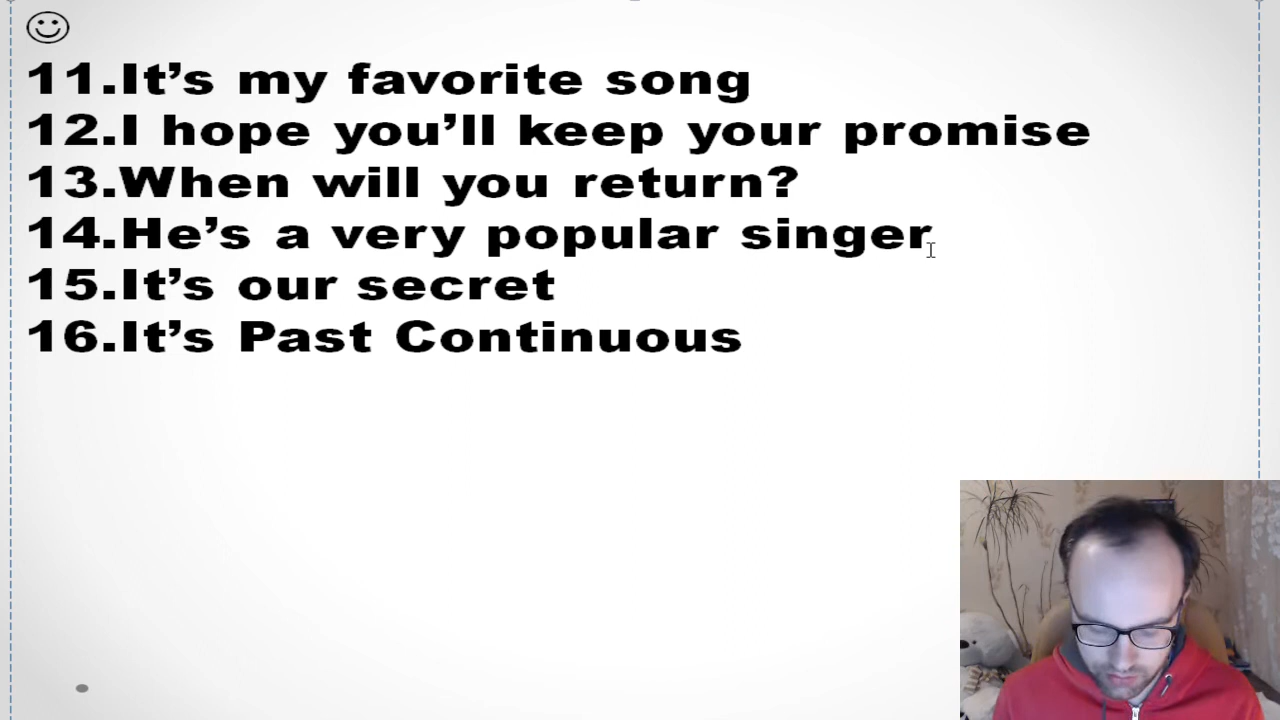 11.It’s my favorite song
12.I hope you’ll keep your promise
13.When will you return?
14.He’s a very popular singer
15.It’s our secret
16.It’s Past Continuous